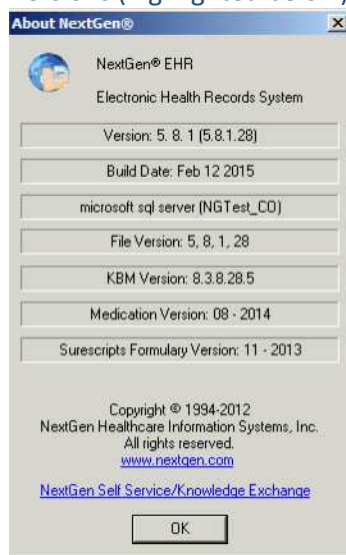 About NextGen®
NextGen® EHR
Electronic Health Records System
Version: 5. 8. 1 (5.8.1.28)
Build Date: Feb 12 2015
microsoft sql server (NGTest_CO)
File Version: 5, 8, 1, 28
KBM Version: 8.3.8.28.5
Medication Version: 08 - 2014
Surescripts Formulary Version: 11 - 2013
Copyright © 1994-2012
NextGen Healthcare Information Systems, Inc.
All rights reserved.
www.nextgen.com
NextGen Self Service/Knowledge Exchange
OK